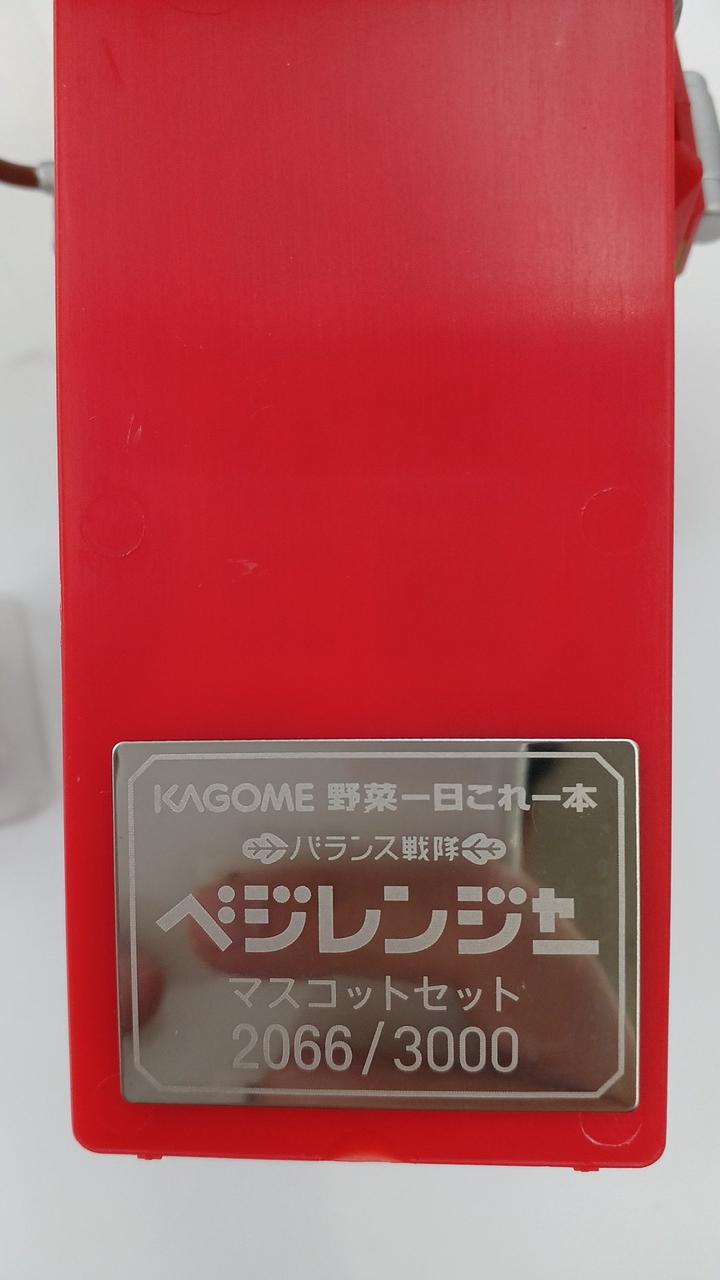 KAGOME 野菜一日これ一本
バランス戦隊
ベジレンジャー
マスコットセット
2066/3000